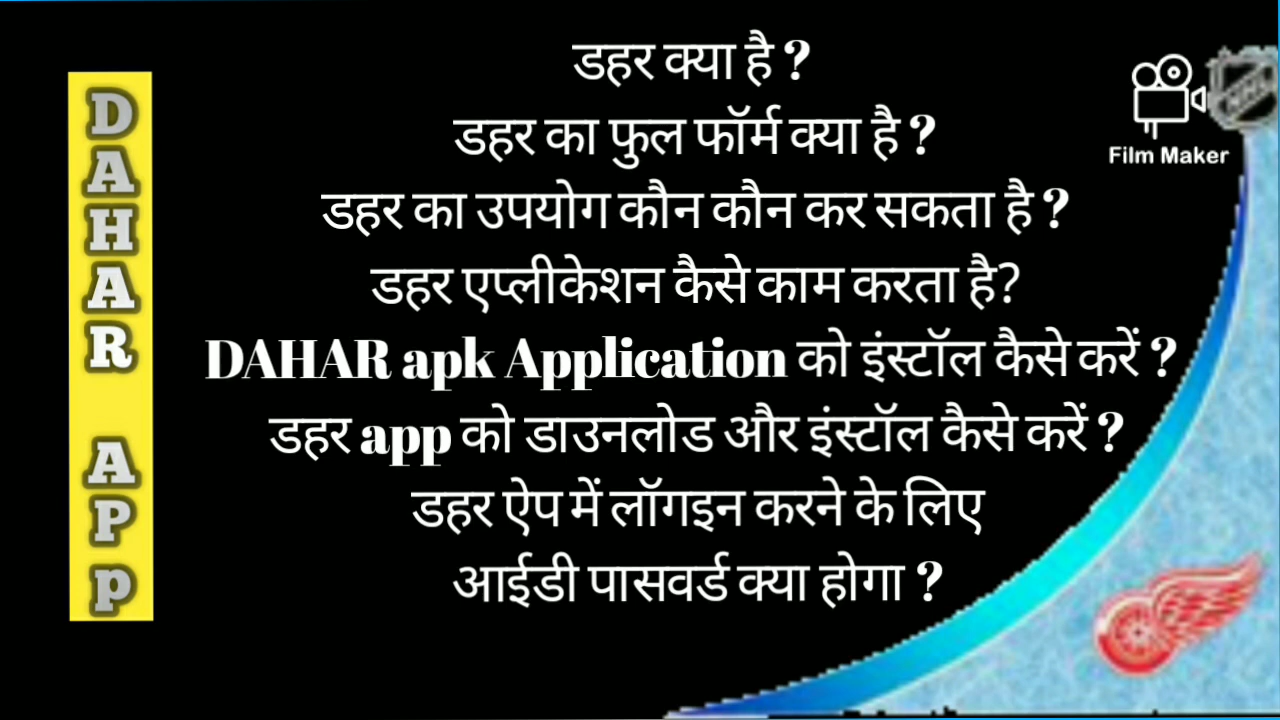 DAHAR APp
डहर क्या है ?
डहर का फुल फॉर्म क्या है ?
डहर का उपयोग कौन कौन कर सकता है ?
डहर एप्लीकेशन कैसे काम करता है?
DAHAR apk Application को इंस्टॉल कैसे करें ?
डहर app को डाउनलोड और इंस्टॉल कैसे करें ?
डहर ऐप में लॉगइन करने के लिए
आईडी पासवर्ड क्या होगा ?
Film Maker
NHL